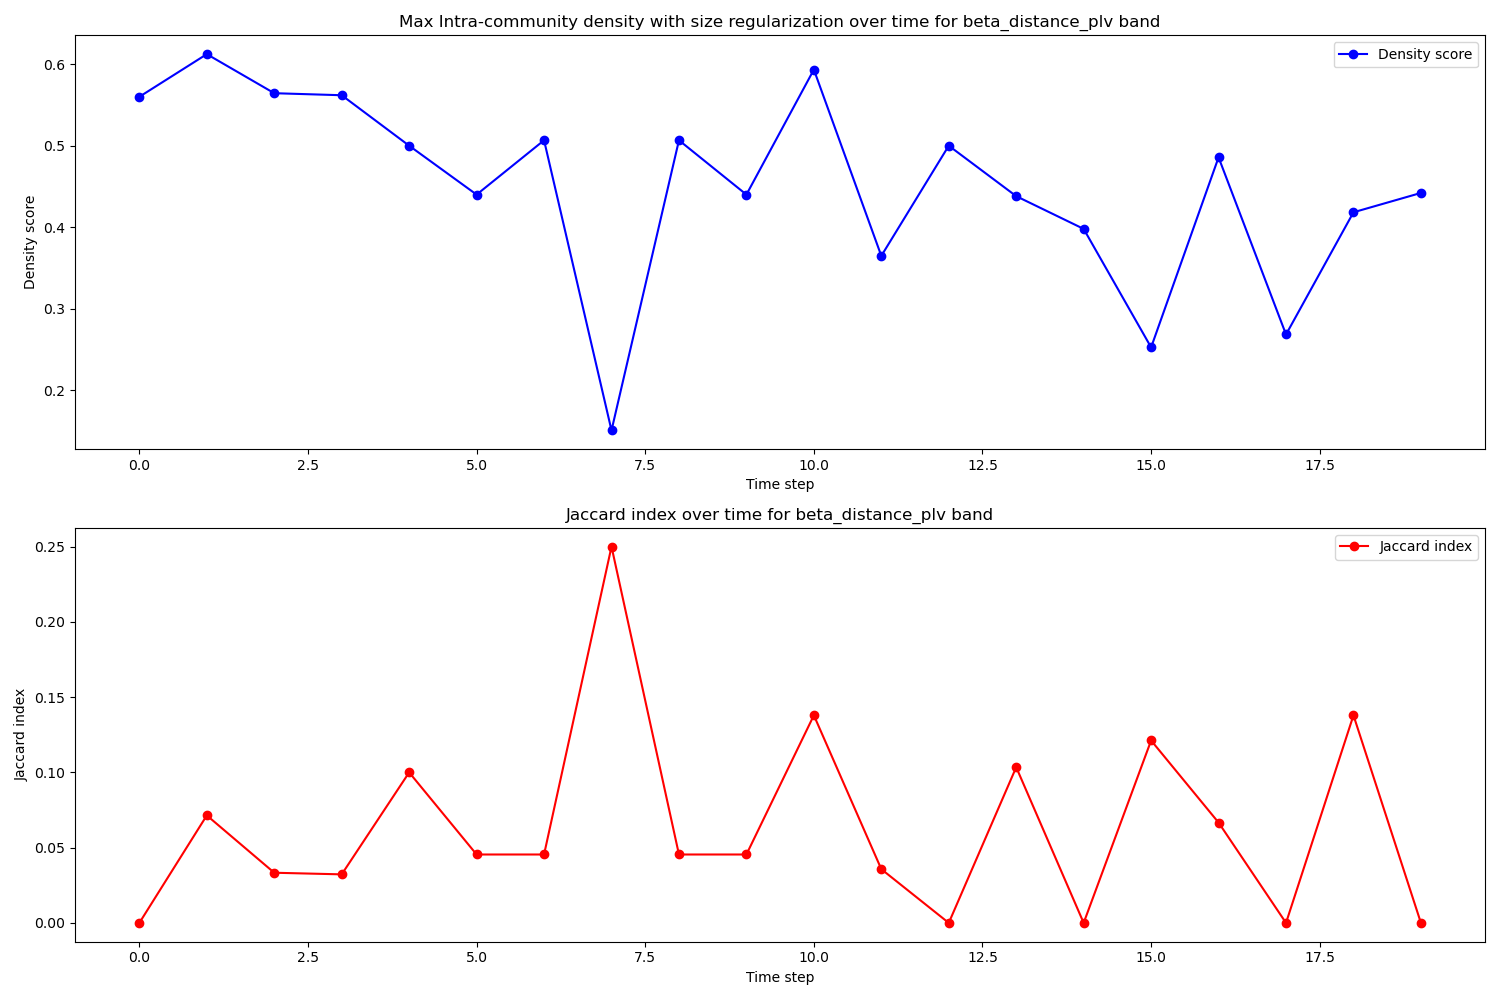 Max Intra-community density with size regularization over time for beta_distance_plv band
Density score
0.6
0.5
0.4
0.3
0.2
Density score
0.0 2.5 5.0 7.5 10.0 12.5 15.0 17.5
Time step
Jaccard index over time for beta_distance_plv band
Jaccard index
0.25
0.20
0.15
0.10
0.05
0.00
Jaccard index
0.0 2.5 5.0 7.5 10.0 12.5 15.0 17.5
Time step